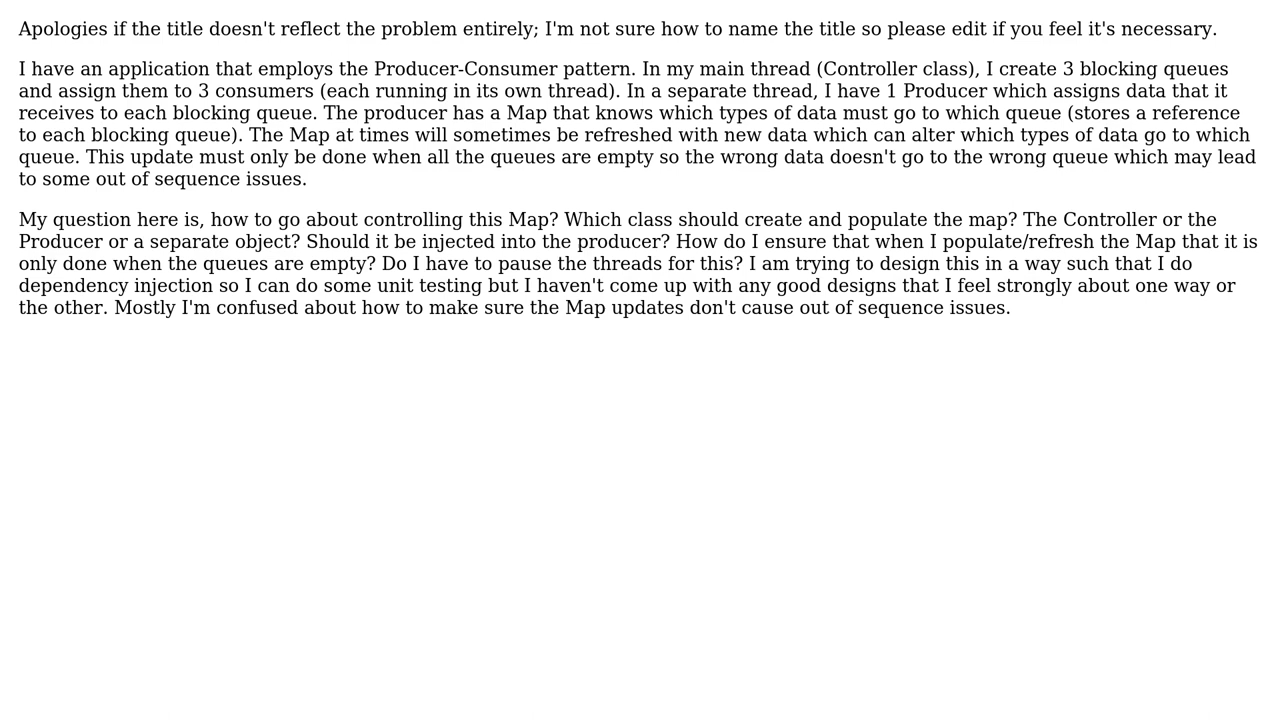 Apologies if the title doesn't reflect the problem entirely; I'm not sure how to name the title so please edit if you feel it's necessary.
I have an application that employs the Producer-Consumer pattern. In my main thread (Controller class), I create 3 blocking queues
and assign them to 3 consumers (each running in its own thread). In a separate thread, I have 1 Producer which assigns data that it
receives to each blocking queue. The producer has a Map that knows which types of data must go to which queue (stores a reference
to each blocking queue). The Map at times will sometimes be refreshed with new data which can alter which types of data go to which
queue. This update must only be done when all the queues are empty so the wrong data doesn't go to the wrong queue which may lead
to some out of sequence issues.
My question here is, how to go about controlling this Map? Which class should create and populate the map? The Controller or the
Producer or a separate object? Should it be injected into the producer? How do I ensure that when I populate/refresh the Map that it is
only done when the queues are empty? Do I have to pause the threads for this? I am trying to design this in a way such that I do
dependency injection so I can do some unit testing but I haven't come up with any good designs that I feel strongly about one way or
the other. Mostly I'm confused about how to make sure the Map updates don't cause out of sequence issues.